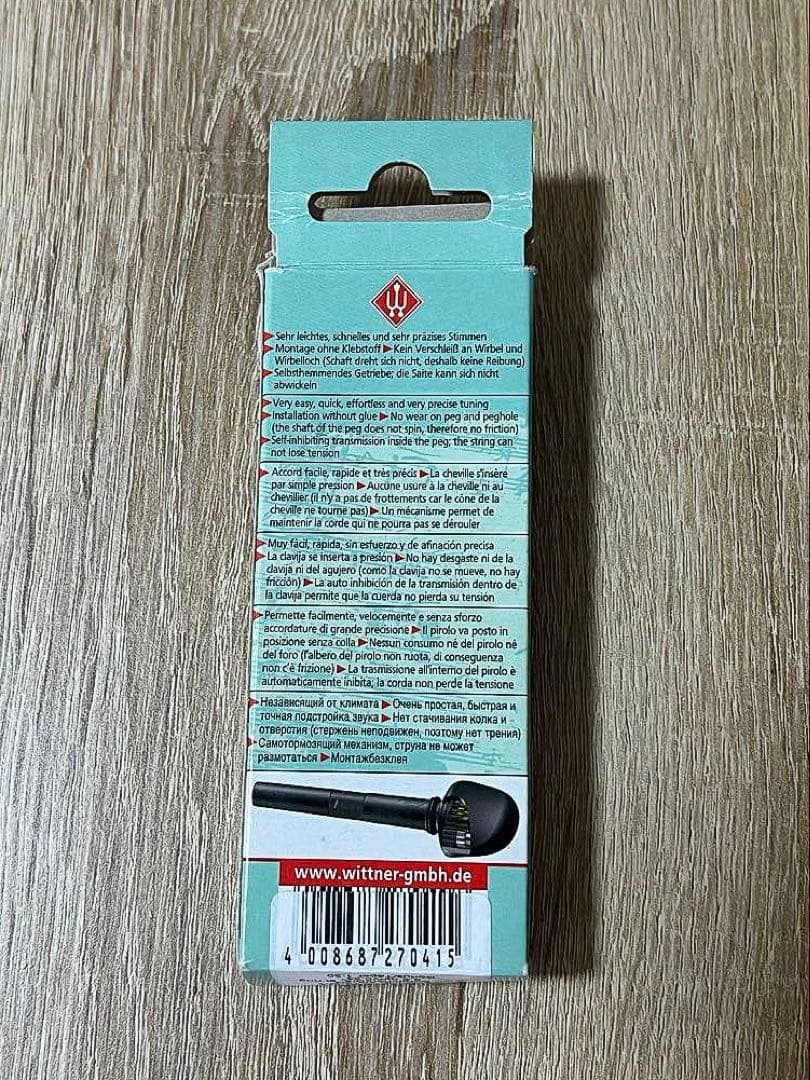 ▶Sehr leichtes, schnelles und sehr präzises Stimmen
▶Montage ohne Klebstoff ▶Kein Verschleiß an Wirbel und
Wirbelloch (Schaft dreht sich nicht, deshalb keine Reibung)
▶Selbsthemmendes Getriebe; die Saite kann sich nicht
abwickeln
▶Very easy, quick, effortless and very precise tuning
▶Installation without glue ▶ No wear on peg and peghole
(the shaft of the peg does not spin, therefore no friction)
▶Self-inhibiting transmission inside the peg; the string can
not lose tension
▶ Accord facile, rapide et très précis ▶La cheville s'insère
par simple pression ▶Aucune usure à la cheville ni au
chevillier (il n'y a pas de frottements car le cône de la
cheville ne tourne pas) ▶ Un mécanisme permet de
maintenir la corde qui ne pourra pas se dérouler
▶Muy fácil, rápida, sin esfuerzo y de afinación precisa
▶La clavija se inserta a presión ▶No hay desgaste ni de la
clavija ni del agujero (como la clavija no se mueve, no hay
fricción) ▶La auto inhibición de la transmisión dentro de
la clavija permite que la cuerda no pierda su tensión
▶Permette facilmente, velocemente e senza sforzo
accordature di grande precisione ▶Il pirolo va posto in
posizione senza colla ▶Nessun consumo né del pirolo né
del foro (l'albero del pirolo non ruota, di conseguenza
non c'è frizione) ▶La trasmissione all'interno del pirolo è
automaticamente inibita; la corda non perde la tensione
▶Независящий от климата ▶Очень простая, быстрая и
точная подстройка звука ▶Нет стачивания колка и
отверстия (стержень неподвижен, поэтому нет трения)
▶Самотормозящий механизм, струна не может
размотаться ▶Монтажбезклея
www.wittner-gmbh.de
4 008687 270415